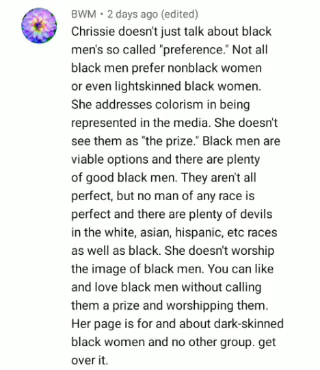 BWM • 2 days ago (edited)
Chrissie doesn't just talk about black
men's so called "preference." Not all
black men prefer nonblack women
or even lightskinned black women.
She addresses colorism in being
represented in the media. She doesn't
see them as "the prize." Black men are
viable options and there are plenty
of good black men. They aren't all
perfect, but no man of any race is
perfect and there are plenty of devils
in the white, asian, hispanic, etc races
as well as black. She doesn't worship
the image of black men. You can like
and love black men without calling
them a prize and worshipping them.
Her page is for and about dark-skinned
black women and no other group. get
over it.